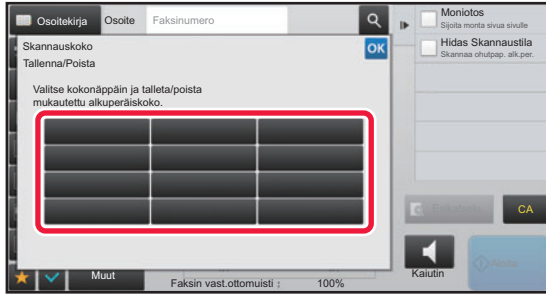 Osoitekirja Osoite Faksinumero
Moniotos
Sijoita monta sivua sivulle
Hidas Skannaustila
Skannaa ohutpap. alk.per.
Skannauskoko
OK
Tallenna/Poista
Valitse kokonäppäin ja talleta/poista
mukautettu alkuperäiskoko.
CA
Muut
Faksin vast.ottomuisti : 100%
Kaiutin